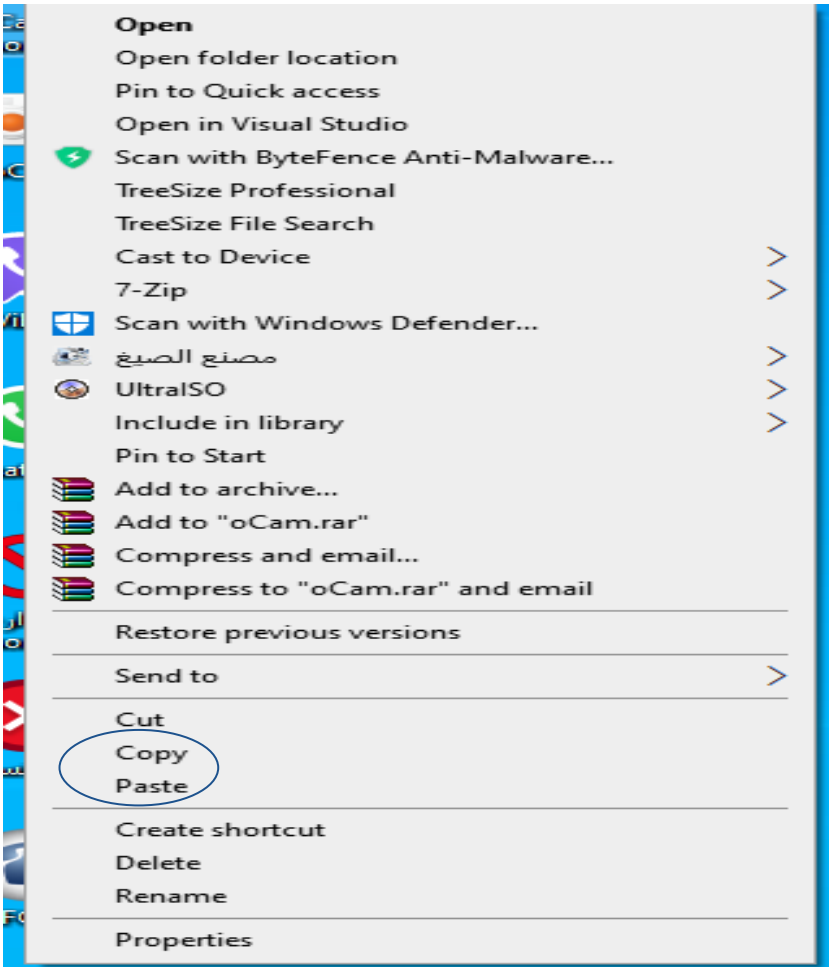 Open
Open folder location
Pin to Quick access
Open in Visual Studio
Scan with ByteFence Anti-Malware...
TreeSize Professional
TreeSize File Search
Cast to Device
7-Zip
Scan with Windows Defender...
مصنع الصيغ
UltraISO
Include in library
Pin to Start
Add to archive...
Add to "oCam.rar"
Compress and email...
Compress to "oCam.rar" and email
Restore previous versions
Send to
Cut
Copy
Paste
Create shortcut
Delete
Rename
Properties